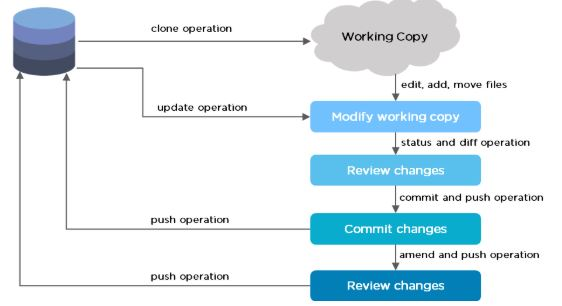 clone operation
Working Copy
edit, add, move files
update operation
Modify working copy
status and diff operation
Review changes
commit and push operation
push operation
Commit changes
amend and push operation
push operation
Review changes